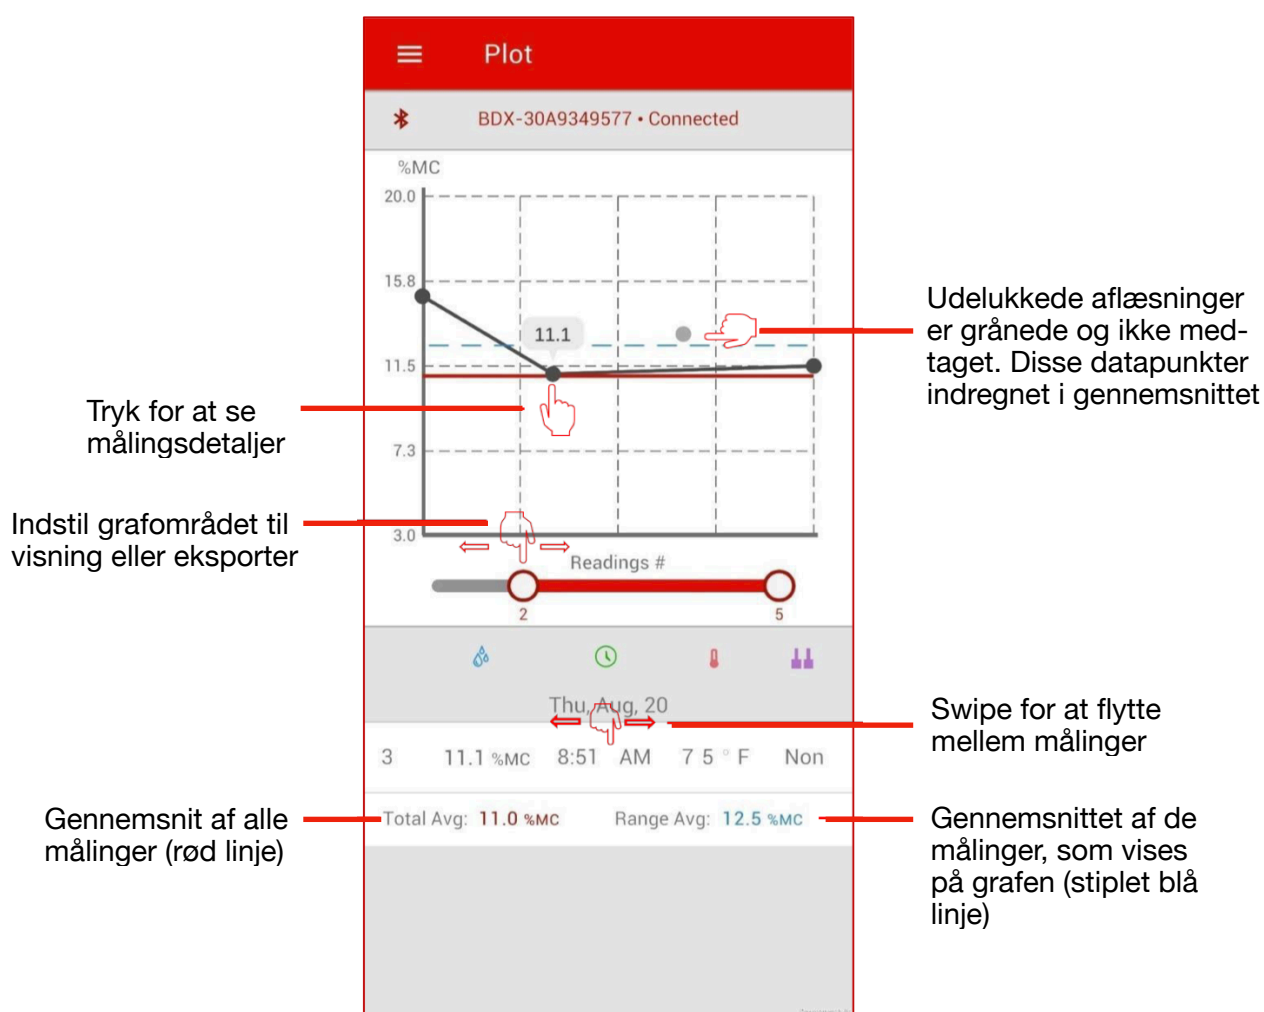 Plot
BDX-30A9349577 • Connected
%MC
20.0
15.8
11.5
7.3
3.0
11.1
Readings #
2
5
Udelukkede aflæsninger
er grånede og ikke med-
taget. Disse datapunkter
indregnet i gennemsnittet
Tryk for at se
målingsdetaljer
Indstil grafområdet til
visning eller eksporter
Thu, Aug, 20
Swipe for at flytte
mellem målinger
3 11.1 %MC 8:51 AM 75 °F Non
Total Avg: 11.0 %MC Range Avg: 12.5 %MC
Gennemsnit af alle
målinger (rød linje)
Gennemsnittet af de
målinger, som vises
på grafen (stiplet blå
linje)